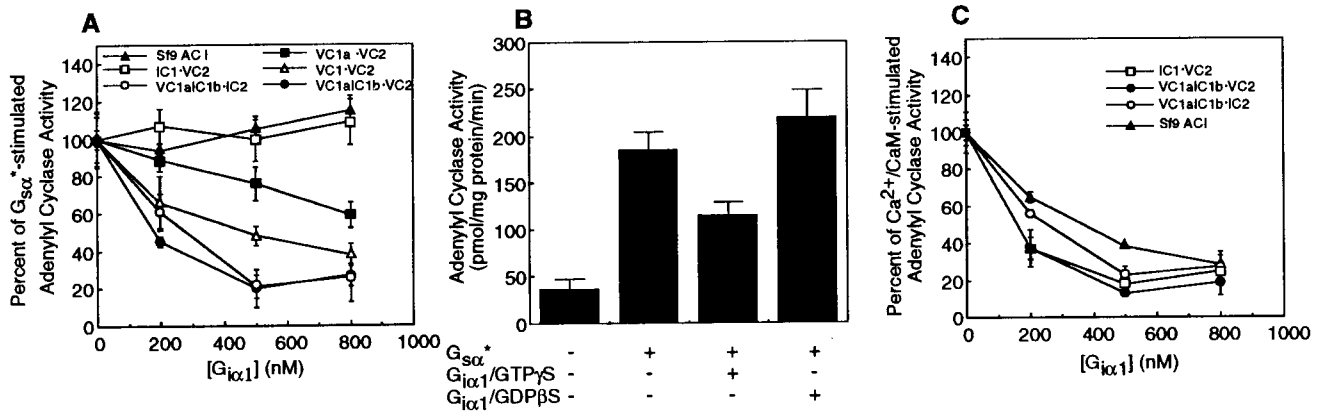 A
Percent of Gsα*-stimulated
Adenylyl Cyclase Activity
140
120
100
80
60
40
20
0
Sf9 AC I
IC1·VC2
VC1aIC1b·IC2
VC1a·VC2
VC1·VC2
VC1aIC1b·VC2
0 200 400 600 800 1000
[Giα1] (nM)
B
Adenylyl Cyclase Activity
(pmol/mg protein/min)
300
250
200
150
100
50
0
Gsα* - + + +
Giα1/GTPγS - - + -
Giα1/GDPβS - - - +
C
Percent of Ca2+/CaM-stimulated
Adenylyl Cyclase Activity
140
120
100
80
60
40
20
0
IC1·VC2
VC1aIC1b·VC2
VC1aIC1b·IC2
Sf9 ACI
0 200 400 600 800 1000
[Giα1] (nM)